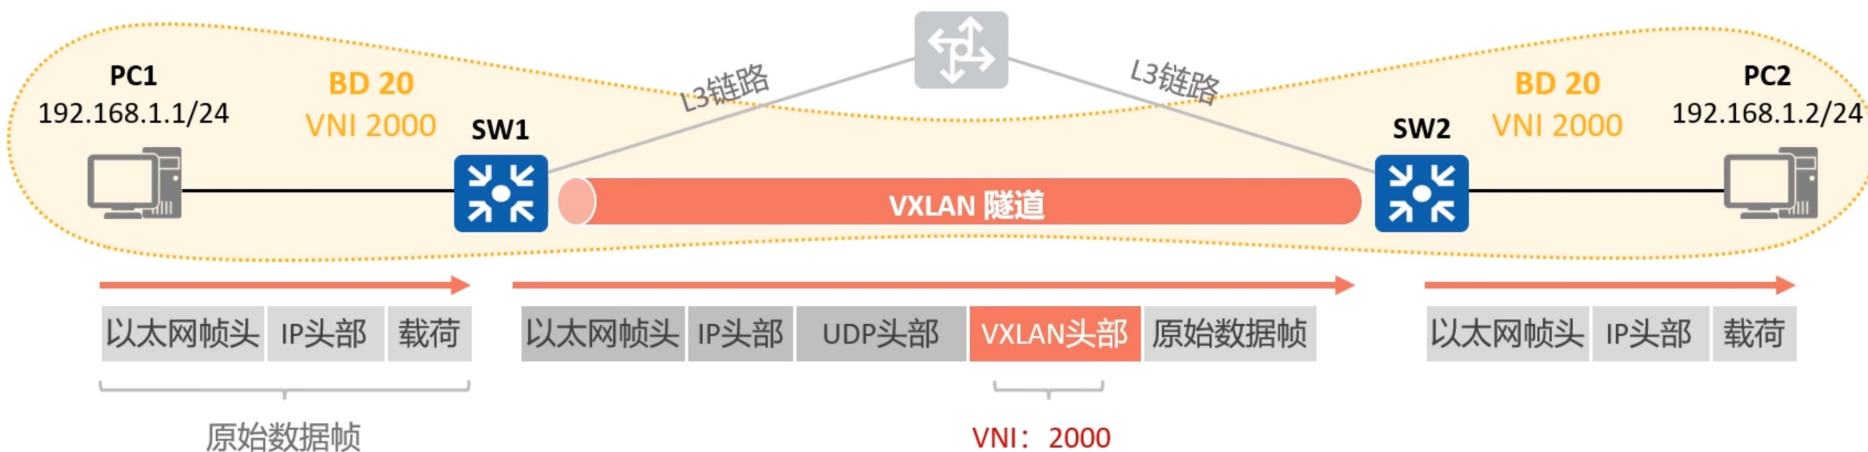 PC1
192.168.1.1/24
BD 20
VNI 2000
SW1
L3链路
L3链路
VXLAN 隧道
SW2
BD 20
VNI 2000
PC2
192.168.1.2/24
以太网帧头 IP头部 载荷
以太网帧头 IP头部 UDP头部 VXLAN头部 原始数据帧
以太网帧头 IP头部 载荷
原始数据帧
VNI：2000